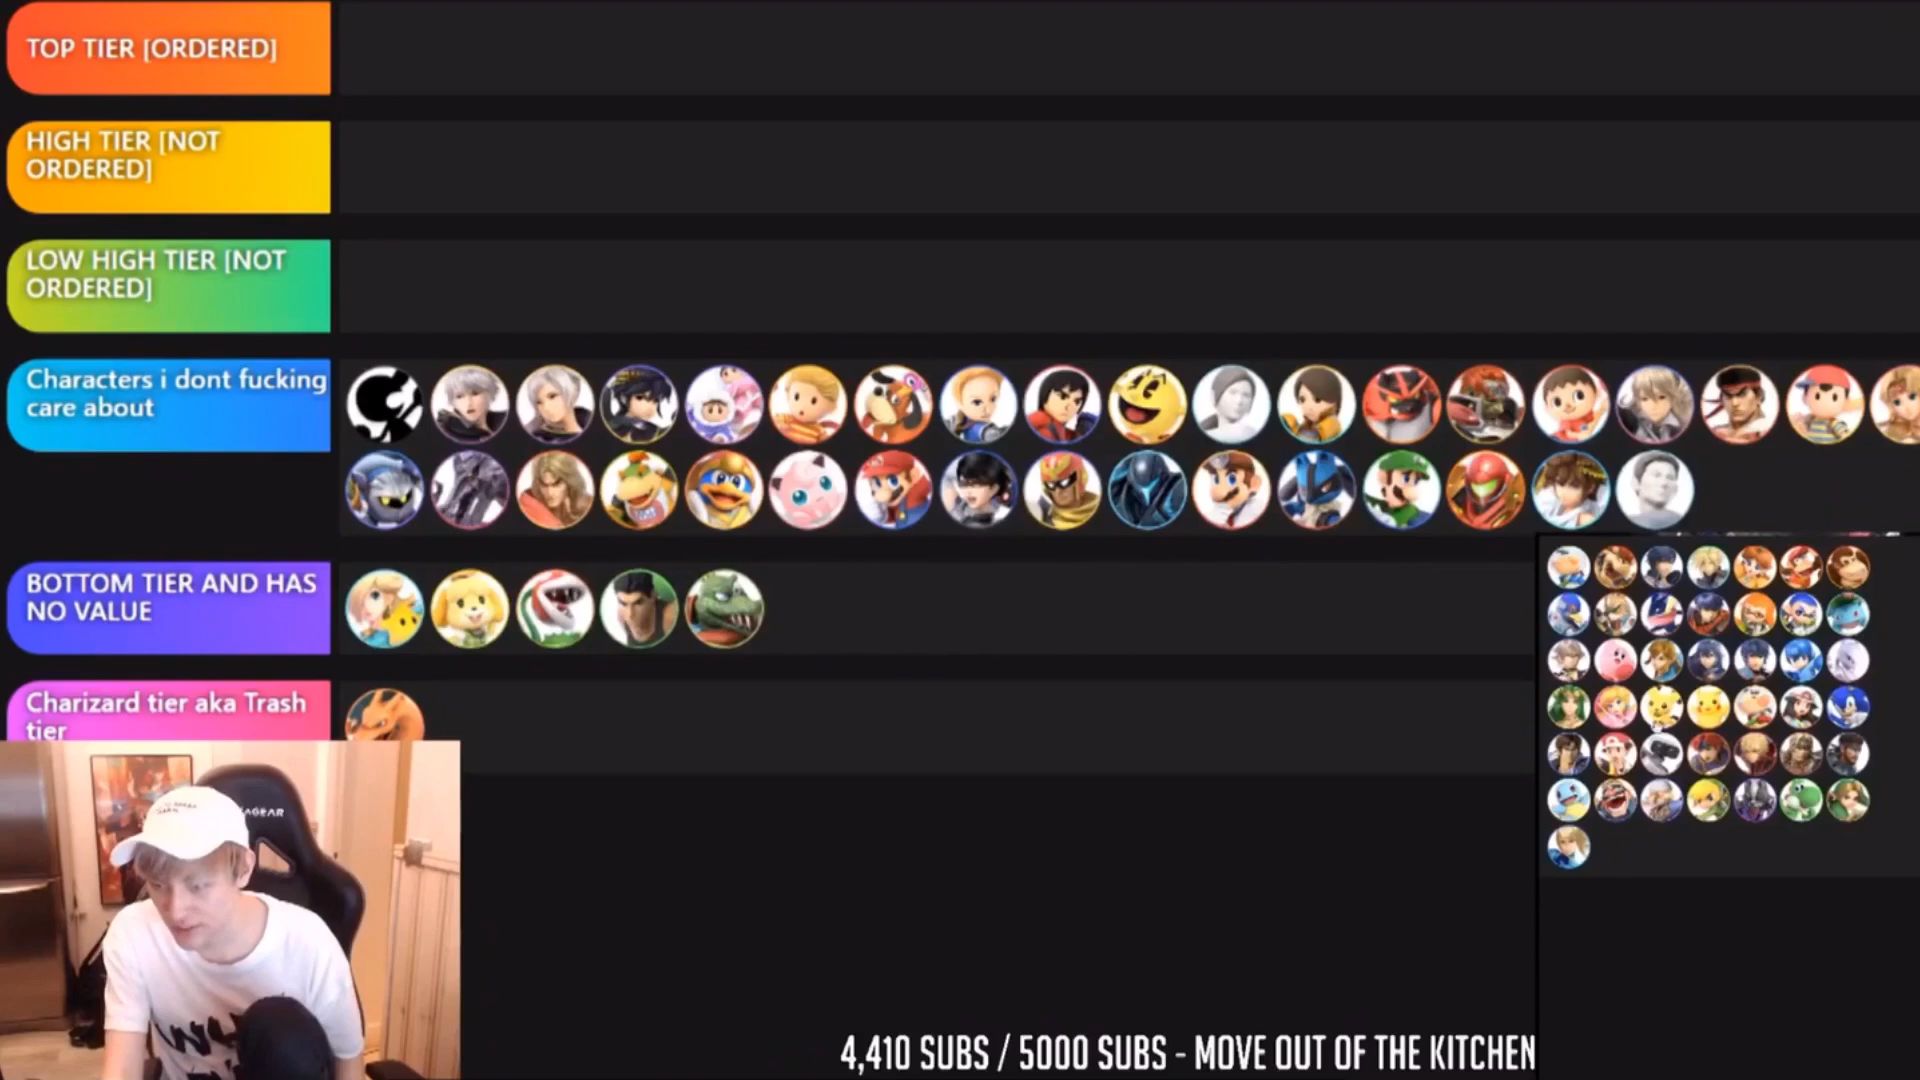 TOP TIER [ORDERED]
HIGH TIER [NOT
ORDERED]
LOW HIGH TIER [NOT
ORDERED]
Characters i dont fucking
care about
BOTTOM TIER AND HAS
NO VALUE
Charizard tier aka Trash
tier
AGEAR
4,410 SUBS / 5000 SUBS - MOVE OUT OF THE KITCHEN